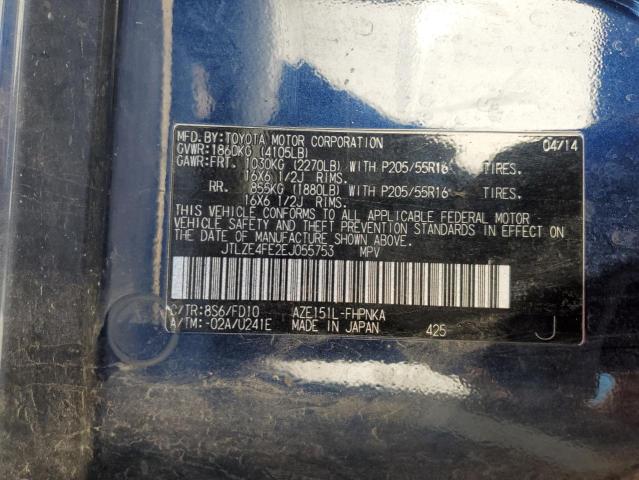 MFD.BY:TOYOTA MOTOR CORPORATION 04/14
GVWR:1860KG (4105LB)
GAWR:FRT. 1030KG (2270LB) WITH P205/55R16 TIRES.
16X6 1/2J RIMS.
RR. 855KG (1880LB) WITH P205/55R16 TIRES.
16X6 1/2J RIMS.
THIS VEHICLE CONFORMS TO ALL APPLICABLE FEDERAL MOTOR
VEHICLE SAFETY AND THEFT PREVENTION STANDARDS IN EFFECT ON
THE DATE OF MANUFACTURE SHOWN ABOVE.
JTLZE4FE2EJ055753 MPV
C/TR:8S6/FD10 AZE151L-FHPNKA
A/TM:-02A/U241E MADE IN JAPAN 425 J